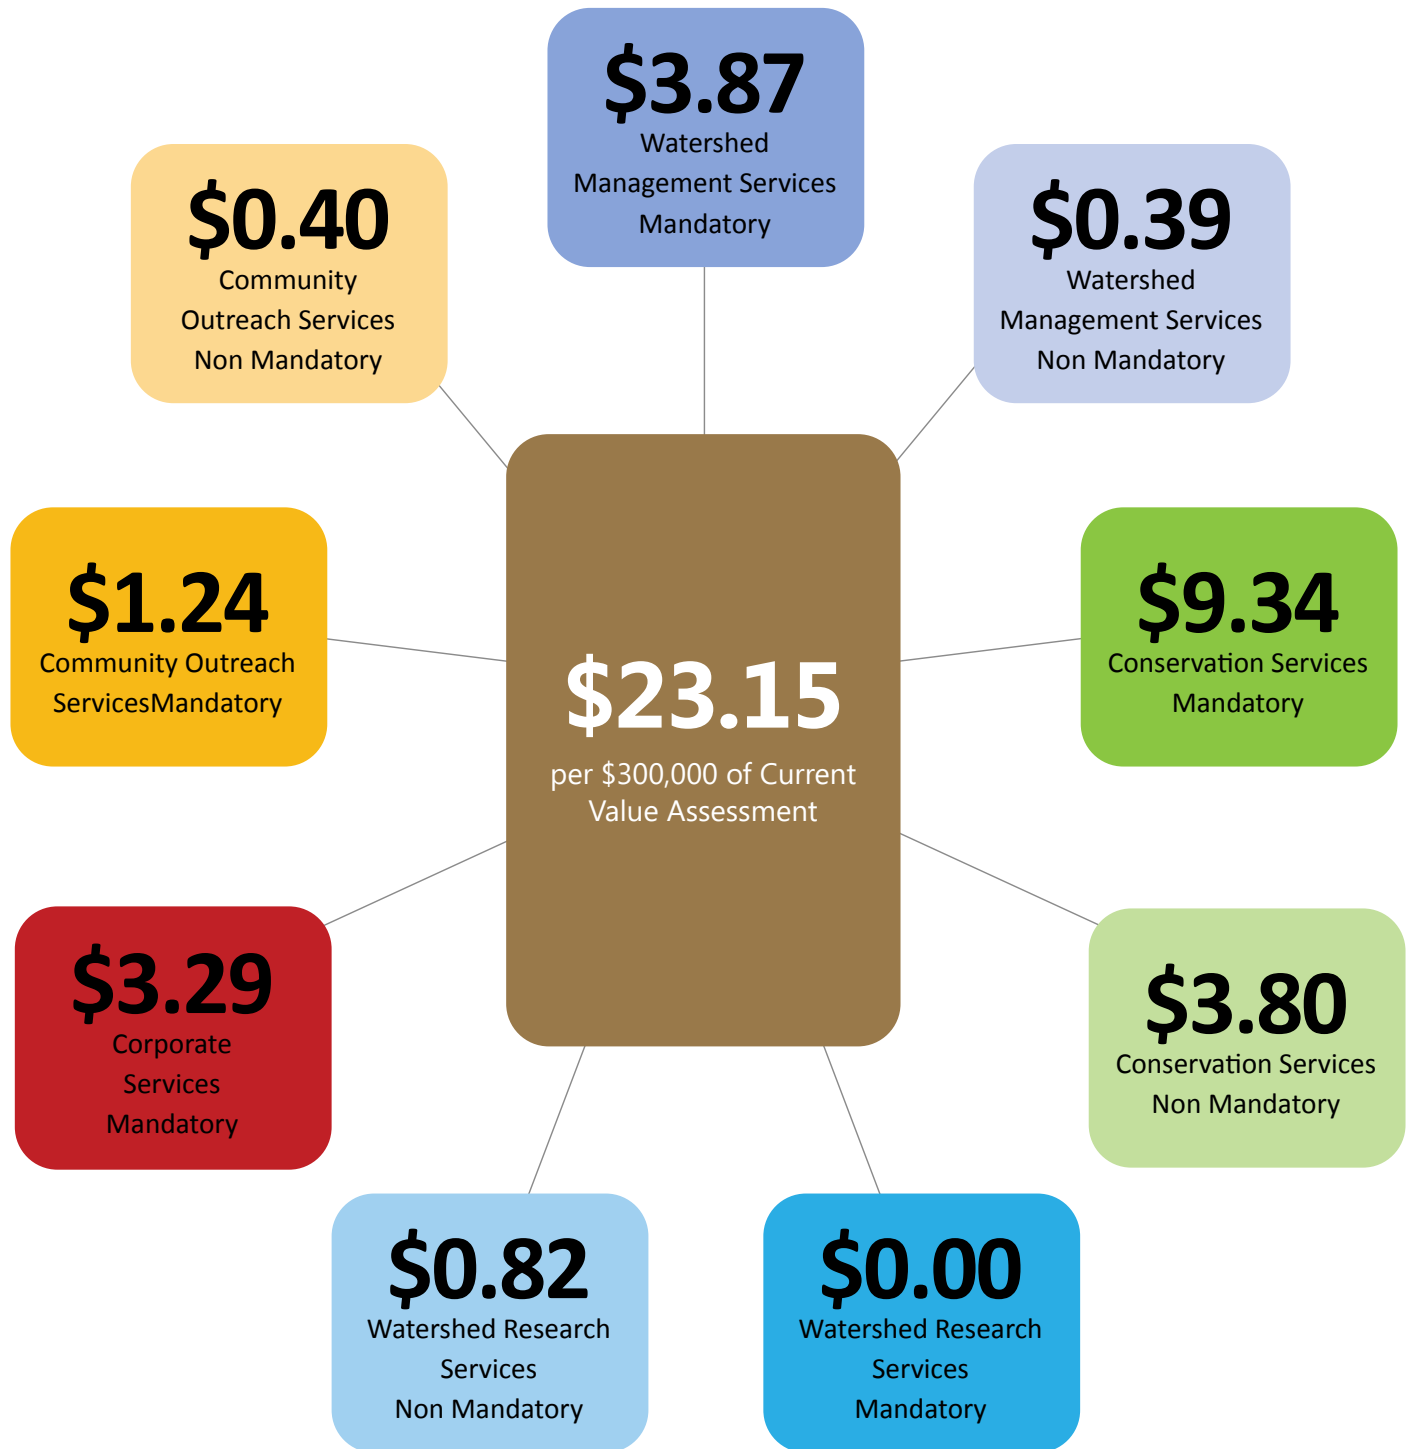 $3.87
Watershed
Management Services
Mandatory
$0.40
Community
Outreach Services
Non Mandatory
$0.39
Watershed
Management Services
Non Mandatory
$1.24
Community Outreach
ServicesMandatory
$23.15
per $300,000 of Current
Value Assessment
$9.34
Conservation Services
Mandatory
$3.29
Corporate
Services
Mandatory
$3.80
Conservation Services
Non Mandatory
$0.82
Watershed Research
Services
Non Mandatory
$0.00
Watershed Research
Services
Mandatory